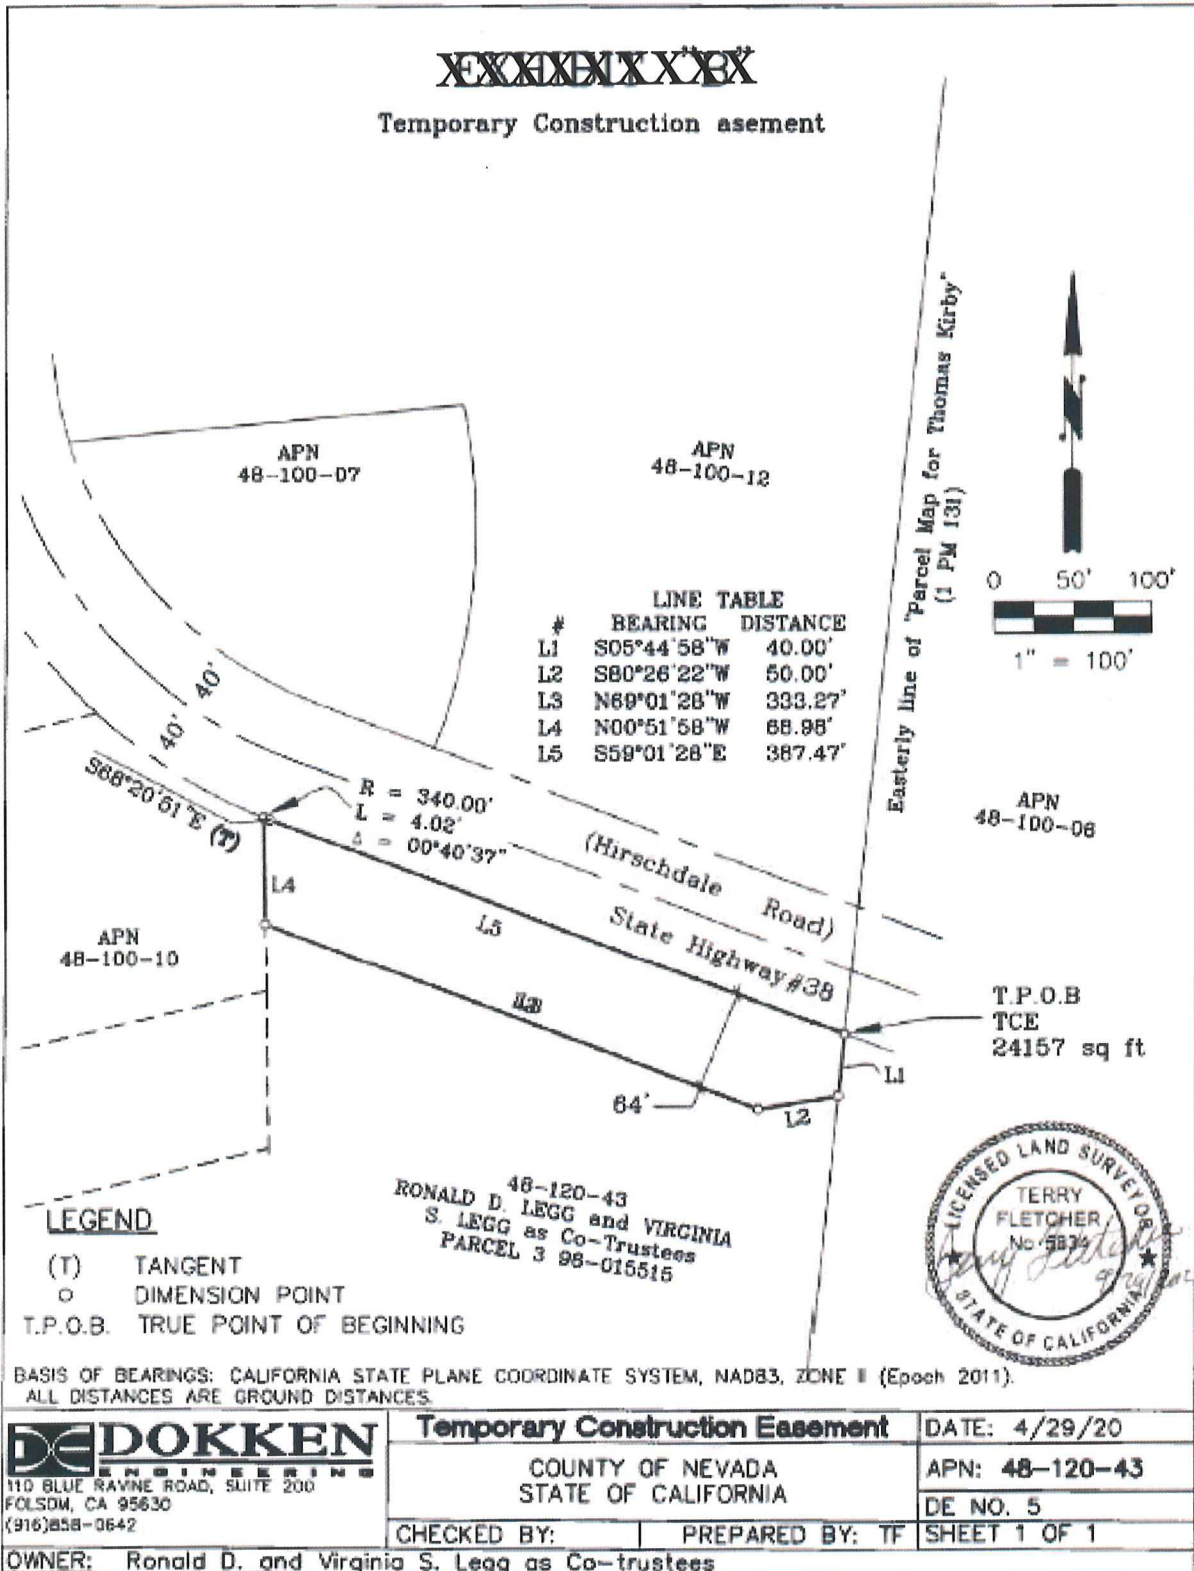 Temporary Construction asement
Easterly line of "Parcel Map for Thomas Kirby"
(1 PM 131)
APN
48-100-07
APN
48-100-12
0 50' 100'
1" = 100'
LINE TABLE
# BEARING DISTANCE
L1 S05°44'58"W 40.00'
L2 S80°26'22"W 50.00'
L3 N69°01'28"W 333.27'
L4 N00°51'58"W 68.98'
L5 S59°01'28"E 387.47'
40'
40'
S68°20'51"E (T)
R = 340.00'
L = 4.02'
Δ = 00°40'37"
(Hirschdale Road)
State Highway #38
APN
48-100-06
L4
L5
APN
48-100-10
T.P.O.B
TCE
24157 sq ft
L1
64'
L2
48-120-43
RONALD D. LEGG and VIRGINIA
S. LEGG as Co-Trustees
PARCEL 3 96-015515
LICENSED LAND SURVEYOR
TERRY
FLETCHER
No 5834
STATE OF CALIFORNIA
LEGEND
(T) TANGENT
o DIMENSION POINT
T.P.O.B. TRUE POINT OF BEGINNING
BASIS OF BEARINGS: CALIFORNIA STATE PLANE COORDINATE SYSTEM, NAD83, ZONE II (Epoch 2011).
ALL DISTANCES ARE GROUND DISTANCES.
DOKKEN
ENGINEERING
110 BLUE RAVINE ROAD, SUITE 200
FOLSOM, CA 95630
(916)858-0642
Temporary Construction Easement
COUNTY OF NEVADA
STATE OF CALIFORNIA
CHECKED BY: PREPARED BY: TF
DATE: 4/29/20
APN: 48-120-43
DE NO. 5
SHEET 1 OF 1
OWNER: Ronald D. and Virginia S. Legg as Co-trustees